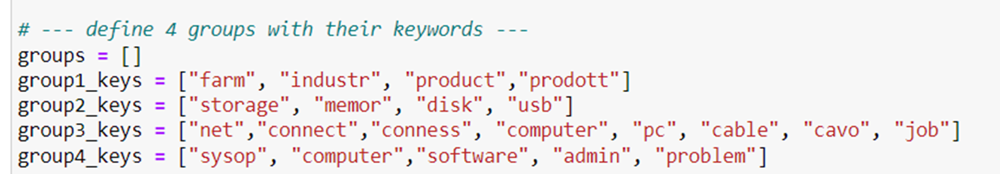 # --- define 4 groups with their keywords ---
groups = []
group1_keys = ["farm", "industr", "product","prodott"]
group2_keys = ["storage", "memor", "disk", "usb"]
group3_keys = ["net","connect","conness", "computer", "pc", "cable", "cavo", "job"]
group4_keys = ["sysop", "computer","software", "admin", "problem"]